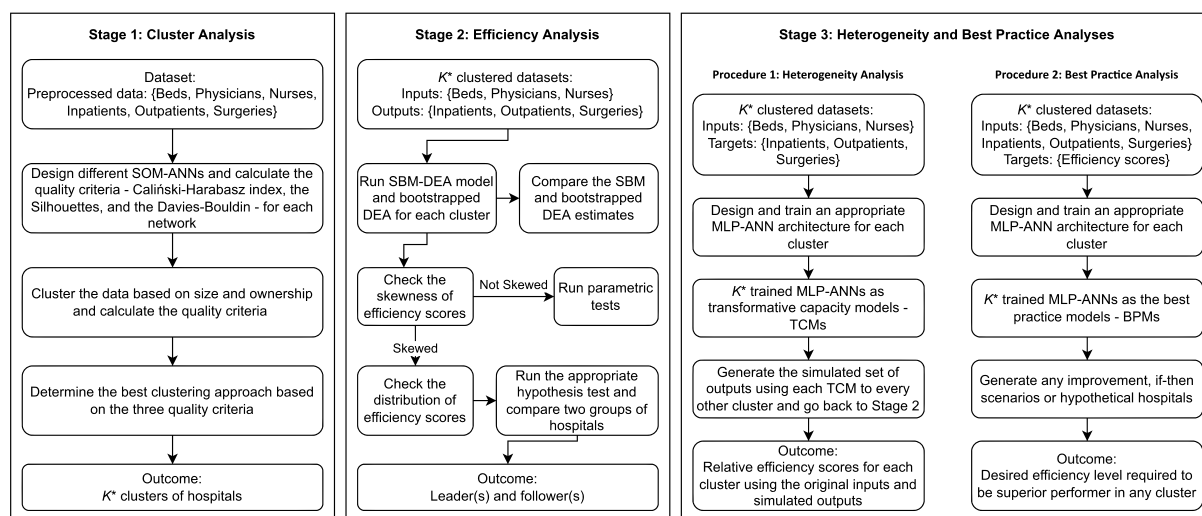 Stage 1: Cluster Analysis
Dataset:
Preprocessed data: {Beds, Physicians, Nurses,
Inpatients, Outpatients, Surgeries}
Design different SOM-ANNs and calculate the
quality criteria - Caliński-Harabasz index, the
Silhouettes, and the Davies-Bouldin - for each
network
Cluster the data based on size and ownership
and calculate the quality criteria
Determine the best clustering approach based
on the three quality criteria
Outcome:
K* clusters of hospitals
Stage 2: Efficiency Analysis
K* clustered datasets:
Inputs: {Beds, Physicians, Nurses}
Outputs: {Inpatients, Outpatients, Surgeries}
Run SBM-DEA model
and bootstrapped
DEA for each cluster
Compare the SBM
and bootstrapped
DEA estimates
Check the
skewness of
efficiency scores
Not Skewed
Run parametric
tests
Skewed
Check the
distribution of
efficiency scores
Run the appropriate
hypothesis test and
compare two groups of
hospitals
Outcome:
Leader(s) and follower(s)
Stage 3: Heterogeneity and Best Practice Analyses
Procedure 1: Heterogeneity Analysis
K* clustered datasets:
Inputs: {Beds, Physicians, Nurses}
Targets: {Inpatients, Outpatients,
Surgeries}
Design and train an appropriate
MLP-ANN architecture for each
cluster
K* trained MLP-ANNs as
transformative capacity models -
TCMs
Generate the simulated set of
outputs using each TCM to every
other cluster and go back to Stage 2
Outcome:
Relative efficiency scores for each
cluster using the original inputs and
simulated outputs
Procedure 2: Best Practice Analysis
K* clustered datasets:
Inputs: {Beds, Physicians, Nurses,
Inpatients, Outpatients, Surgeries}
Targets: {Efficiency scores}
Design and train an appropriate
MLP-ANN architecture for each
cluster
K* trained MLP-ANNs as the best
practice models - BPMs
Generate any improvement, if-then
scenarios or hypothetical hospitals
Outcome:
Desired efficiency level required to
be superior performer in any cluster